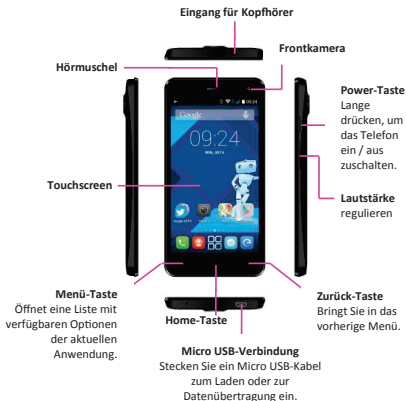 Eingang für Kopfhörer
Frontkamera
Hörmuschel
Power-Taste
Lange
drücken, um
das Telefon
ein / aus
zuschalten.
09:24
Google
09:24
Touchscreen
Lautstärke
regulieren
Menü-Taste
Öffnet eine Liste mit
verfügbaren Optionen
der aktuellen
Anwendung.
Home-Taste
Zurück-Taste
Bringt Sie in das
vorherige Menü.
Micro USB-Verbindung
Stecken Sie ein Micro USB-Kabel
zum Laden oder zur
Datenübertragung ein.